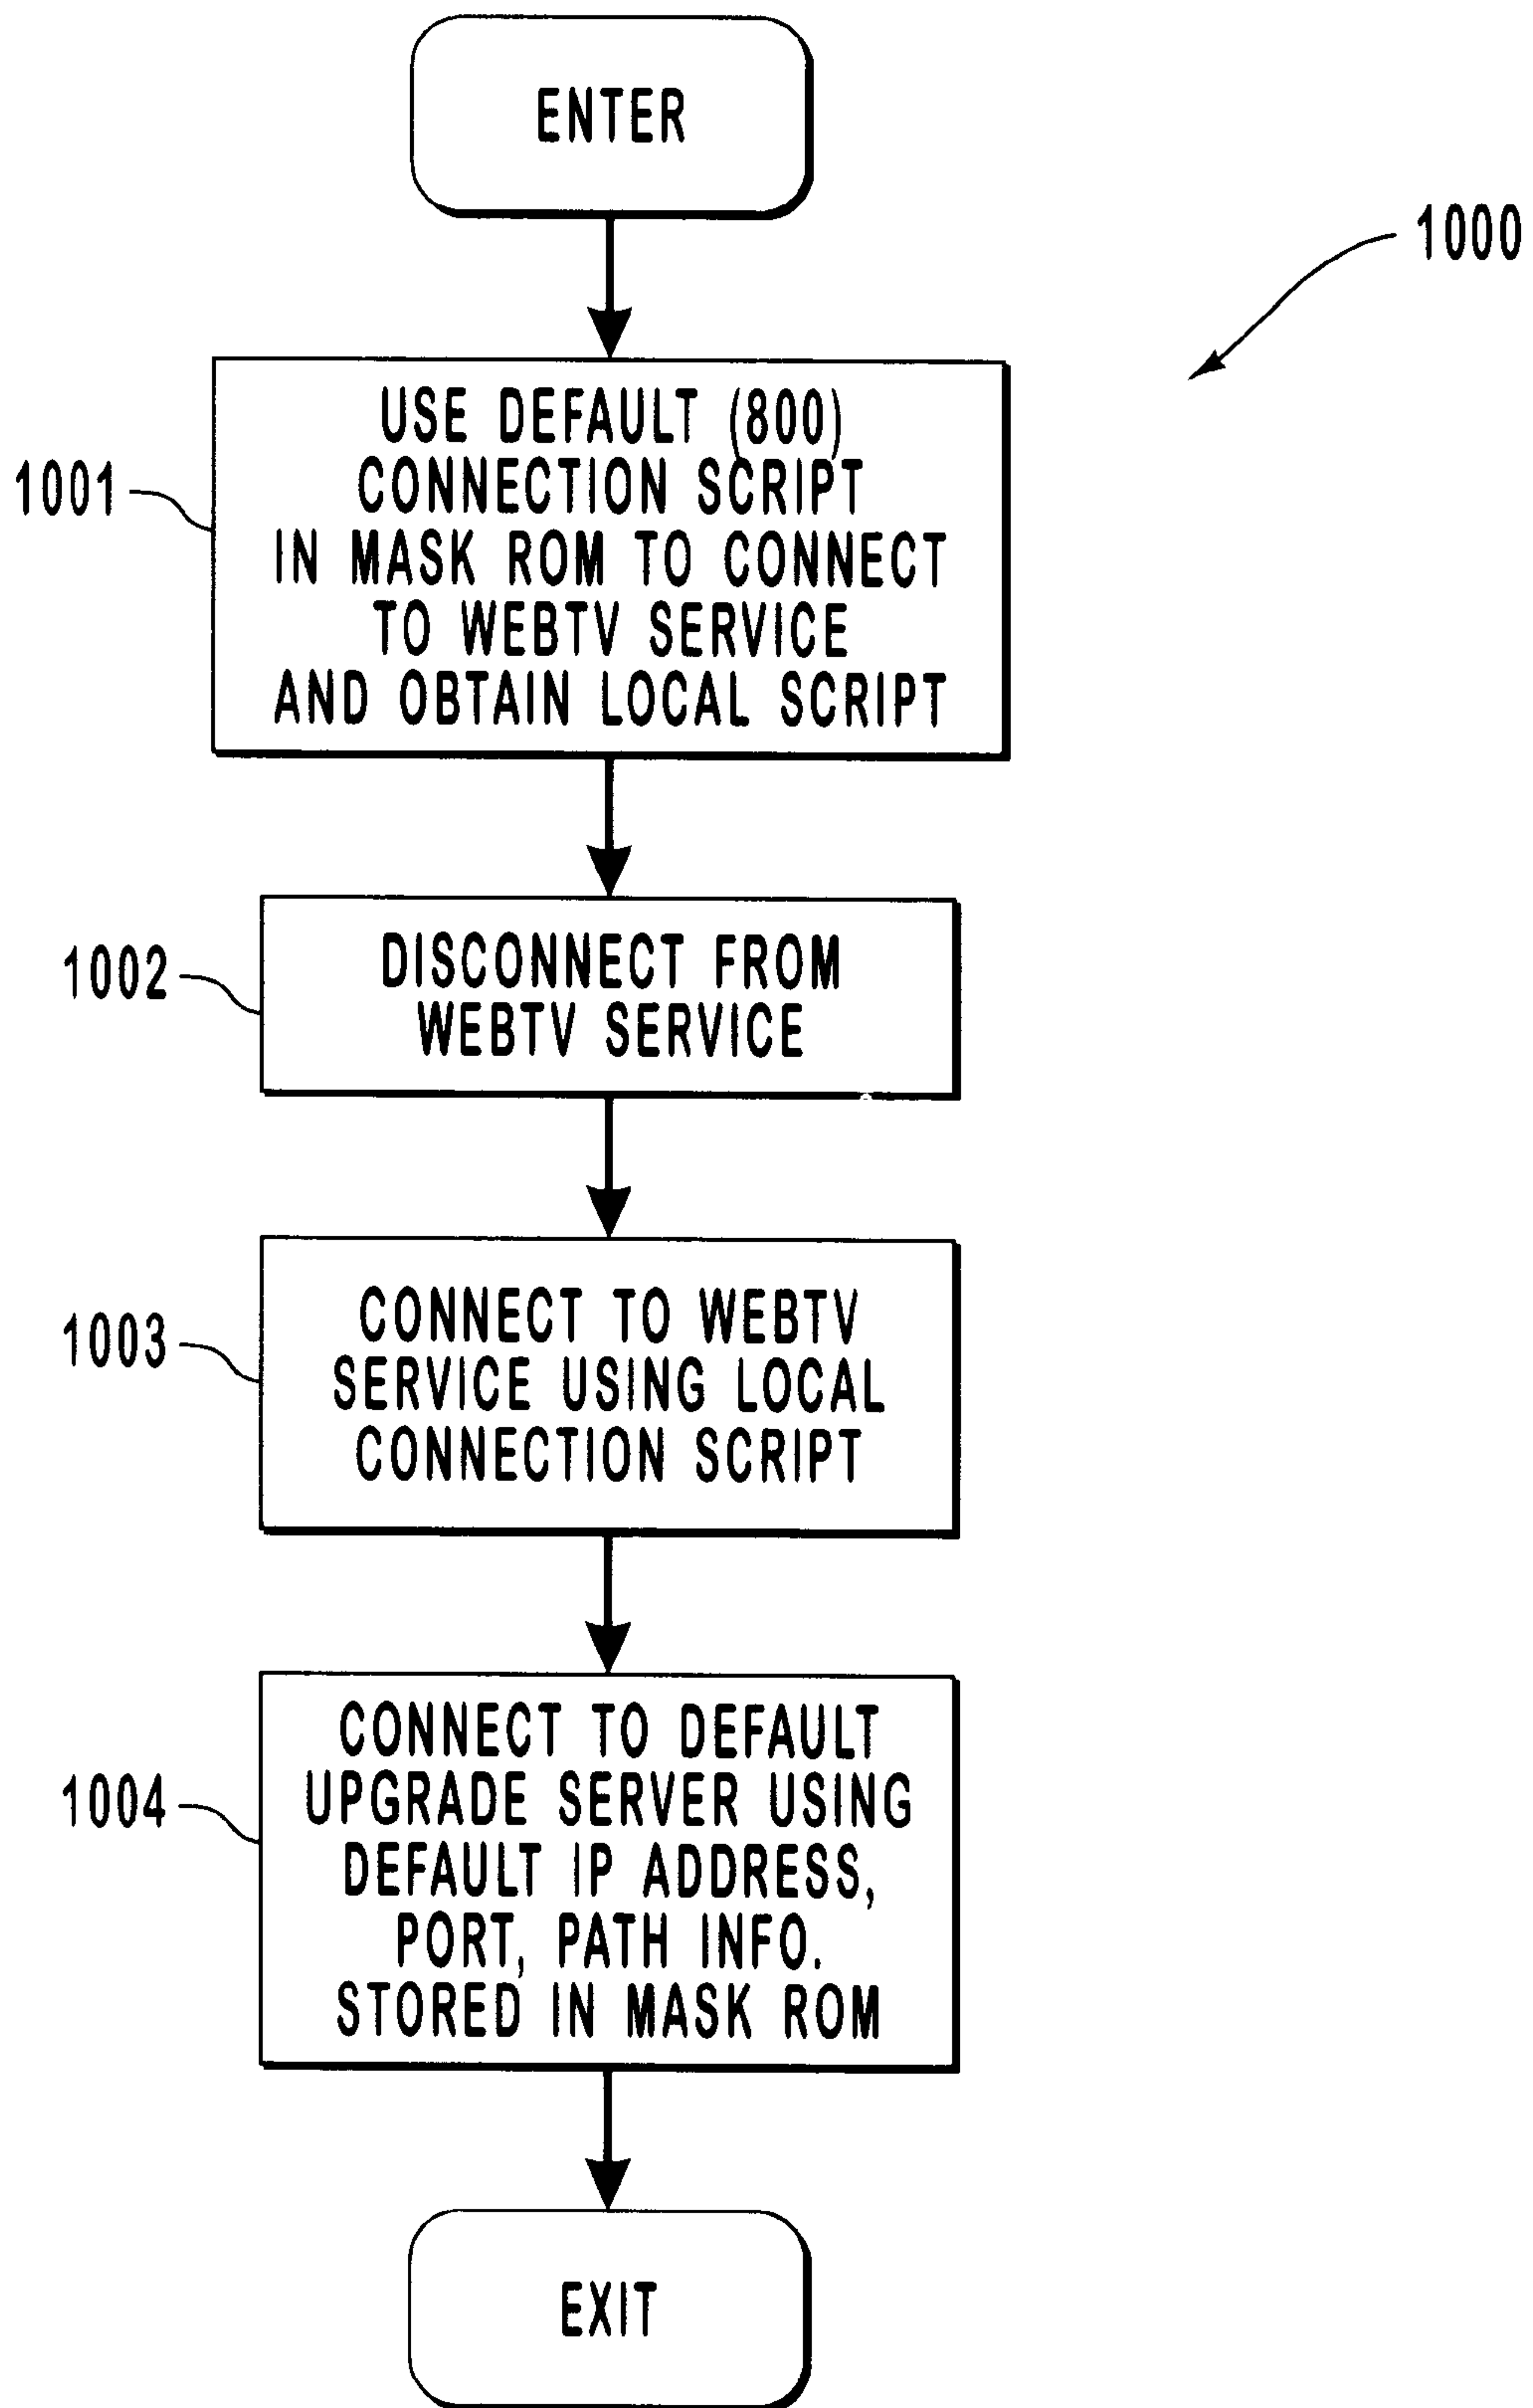 ENTER
1000
1001
USE DEFAULT (800)
CONNECTION SCRIPT
IN MASK ROM TO CONNECT
TO WEBTV SERVICE
AND OBTAIN LOCAL SCRIPT
1002
DISCONNECT FROM
WEBTV SERVICE
1003
CONNECT TO WEBTV
SERVICE USING LOCAL
CONNECTION SCRIPT
1004
CONNECT TO DEFAULT
UPGRADE SERVER USING
DEFAULT IP ADDRESS,
PORT, PATH INFO.
STORED IN MASK ROM
EXIT